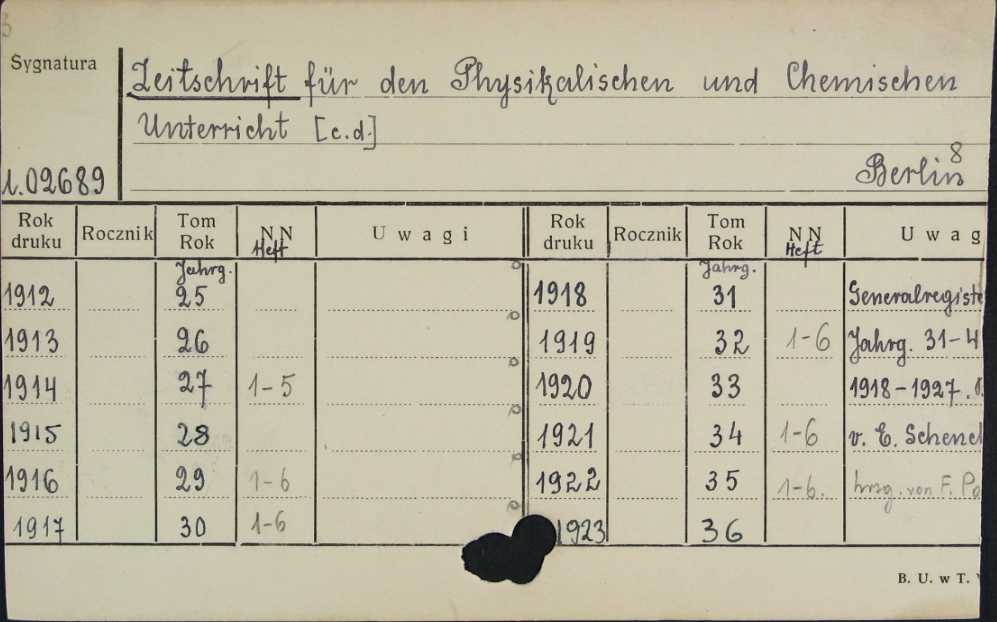 Sygnatura
Zeitschrift für den Physikalischen und Chemischen
Unterricht [c.d.]
8
1.02689 Berlin
Rok druku Rocznik Tom Rok NN Heft Uwagi Rok druku Rocznik Tom Rok NN Heft Uwag
Jahrg. Jahrg.
1912 25 1918 31 Generalregiste
1913 26 1919 32 1-6 Jahrg. 31-4
1914 27 1-5 1920 33 1918-1927.
1915 28 1921 34 1-6 v. E. Schenc
1916 29 1-6 1922 35 1-6. hrsg. von F. Po
1917 30 1-6 1923 36
B. U. w T.